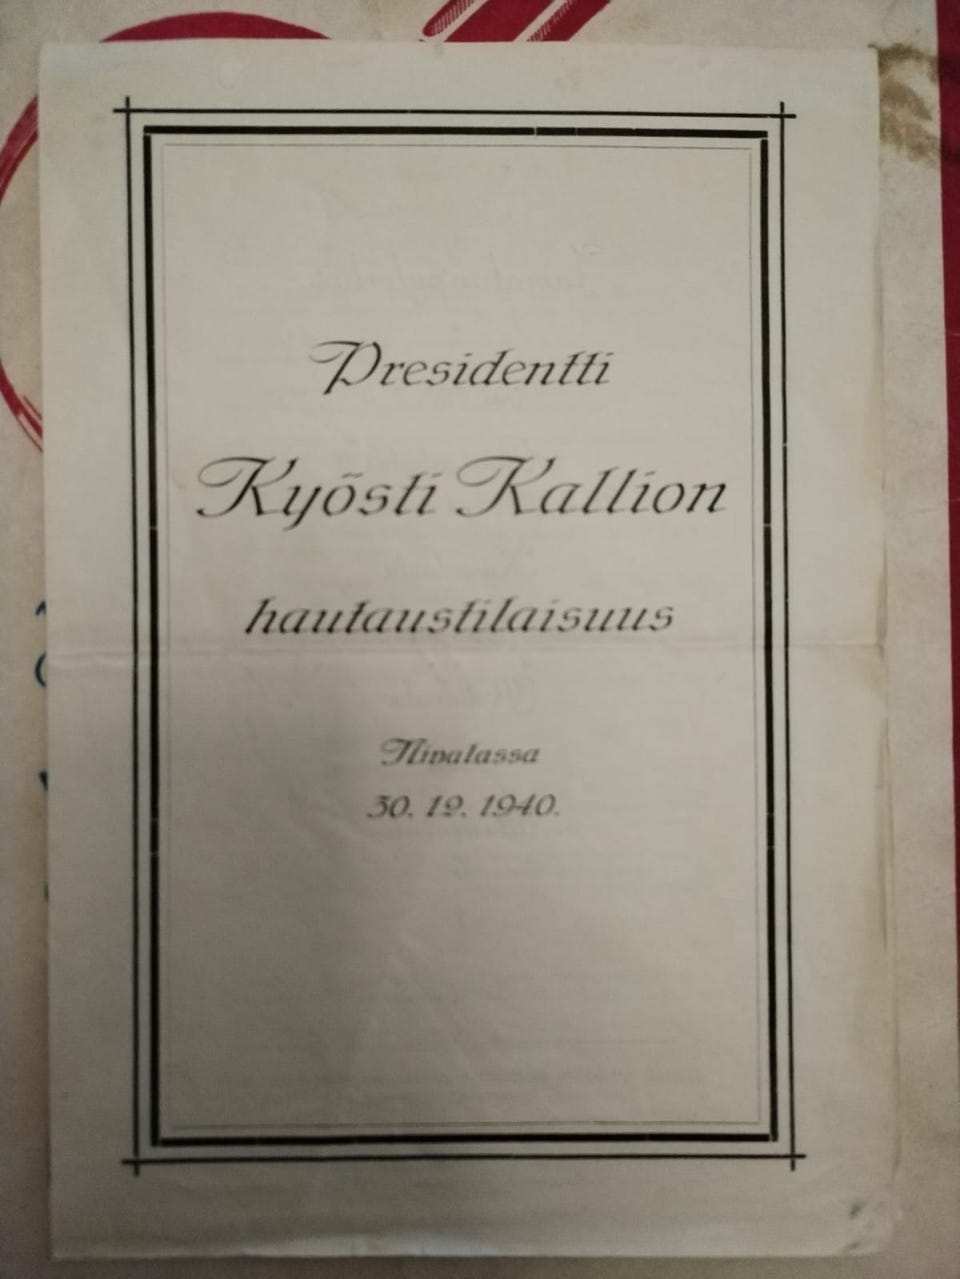 Presidentti
Kyösti Kallion
hautaustilaisuus
Nivalassa
30. 12. 1940.